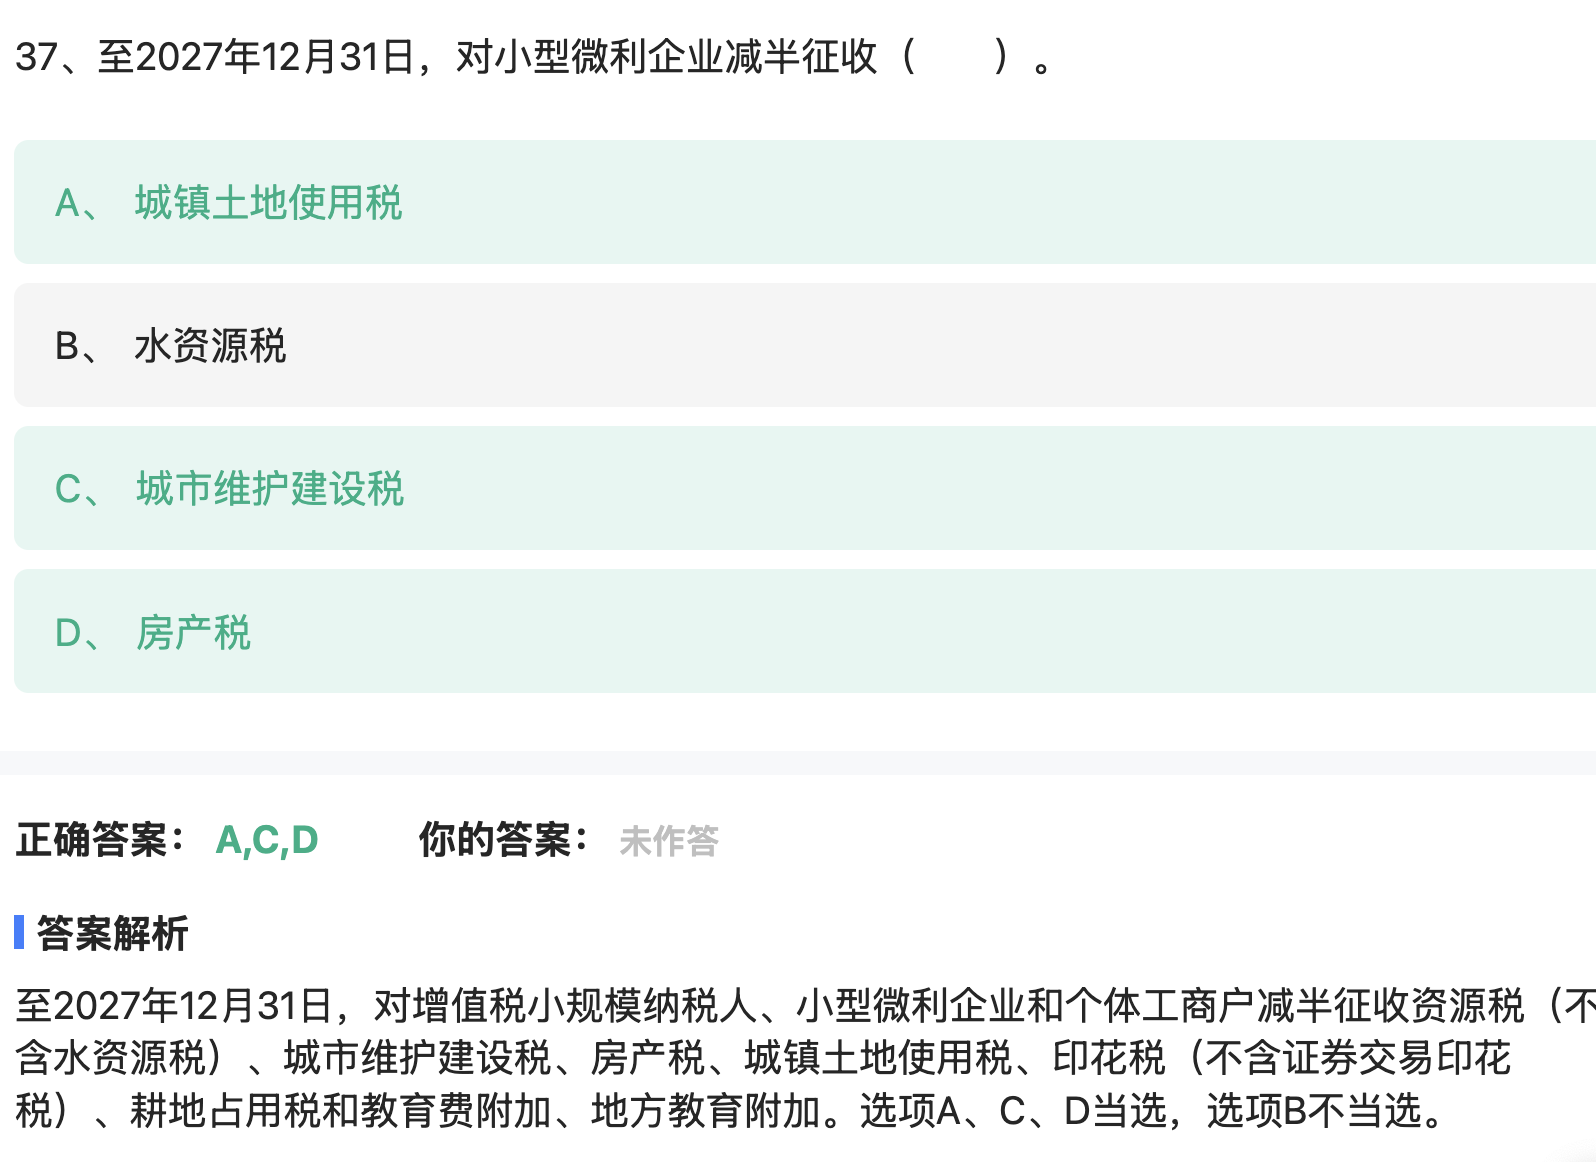 37、至2027年12月31日，对小型微利企业减半征收（　　）。
A、 城镇土地使用税
B、 水资源税
C、 城市维护建设税
D、 房产税
正确答案： A,C,D 你的答案： 未作答
答案解析
至2027年12月31日，对增值税小规模纳税人、小型微利企业和个体工商户减半征收资源税（不
含水资源税）、城市维护建设税、房产税、城镇土地使用税、印花税（不含证券交易印花
税）、耕地占用税和教育费附加、地方教育附加。选项A、C、D当选，选项B不当选。